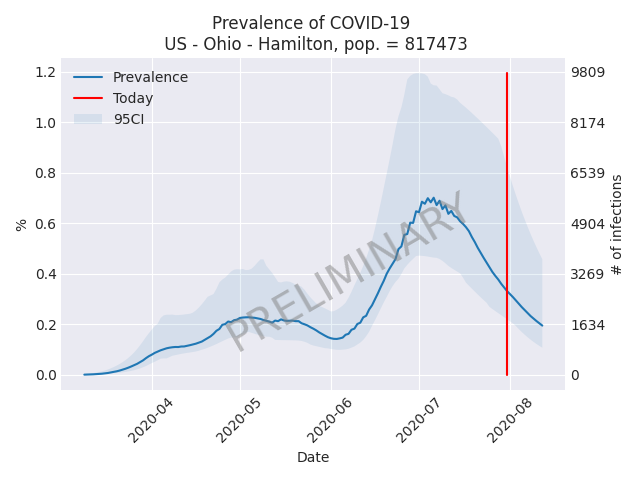 Prevalence of COVID-19
US - Ohio - Hamilton, pop. = 817473
Prevalence
Today
95CI
1.2
1.0
0.8
0.6
0.4
0.2
0.0
%
9809
8174
6539
4904
3269
1634
0
# of infections
PRELIMINARY
2020-04
2020-05
2020-06
2020-07
2020-08
Date